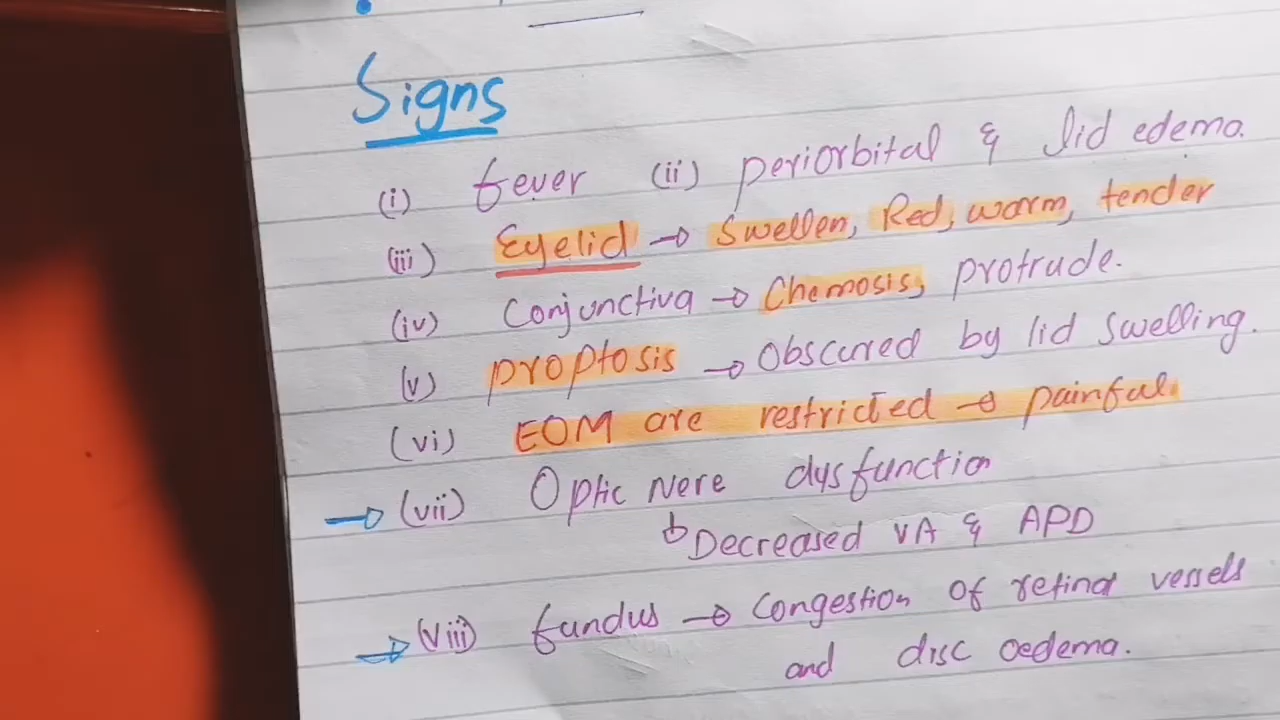 Signs
(i) fever (ii) periorbital & lid edema.
(iii) Eyelid → Swellen, Red, warm, tender
(iv) Conjunctiva → Chemosis, protrude.
(v) proptosis → Obscured by lid swelling.
(vi) EOM are restricted → painful.
→ (vii) Optic Nere dysfunction
↳ Decreased VA & APD
→ (viii) fundus → Congestion of retinal vessels
and disc oedema.